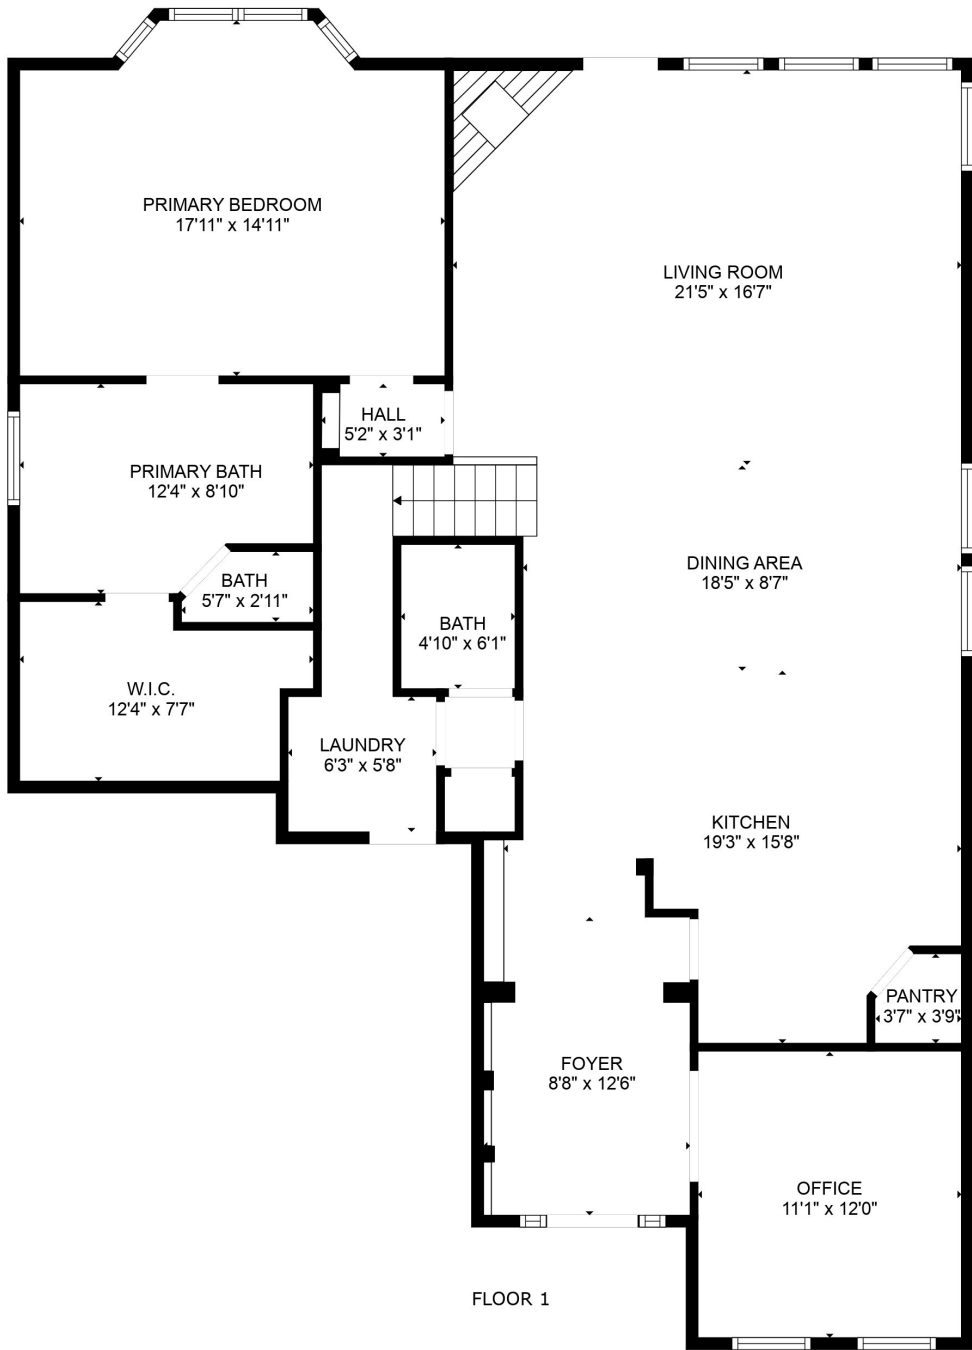 PRIMARY BEDROOM
17'11" x 14'11"
LIVING ROOM
21'5" x 16'7"
HALL
5'2" x 3'1"
PRIMARY BATH
12'4" x 8'10"
DINING AREA
18'5" x 8'7"
BATH
5'7" x 2'11"
BATH
4'10" x 6'1"
W.I.C.
12'4" x 7'7"
LAUNDRY
6'3" x 5'8"
KITCHEN
19'3" x 15'8"
PANTRY
3'7" x 3'9"
FOYER
8'8" x 12'6"
OFFICE
11'1" x 12'0"
FLOOR 1